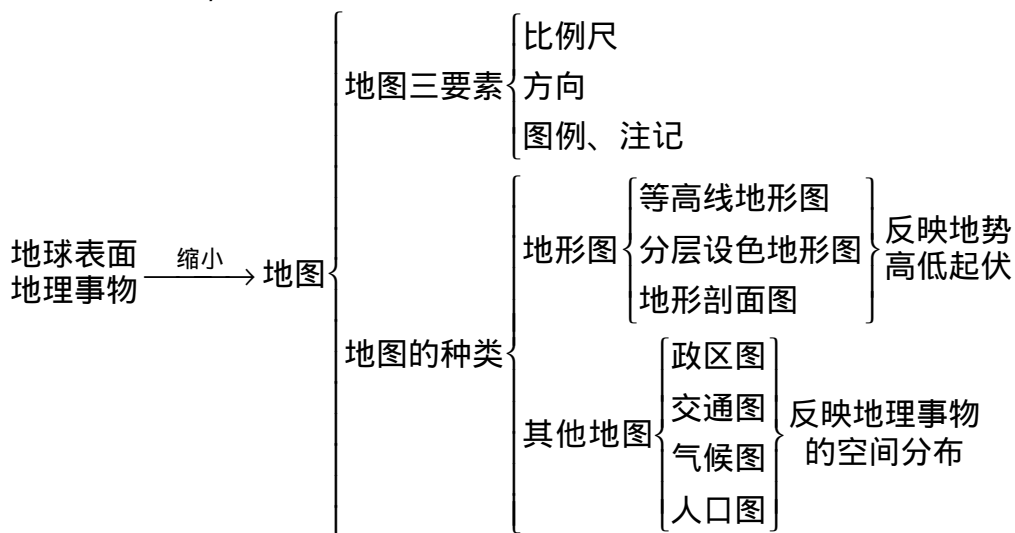 比例尺
地图三要素
方向
图例、注记
地球表面
地理事物
缩小
地图
等高线地形图
地形图
分层设色地形图
地形剖面图
反映地势
高低起伏
地图的种类
政区图
交通图
其他地图
气候图
人口图
反映地理事物
的空间分布